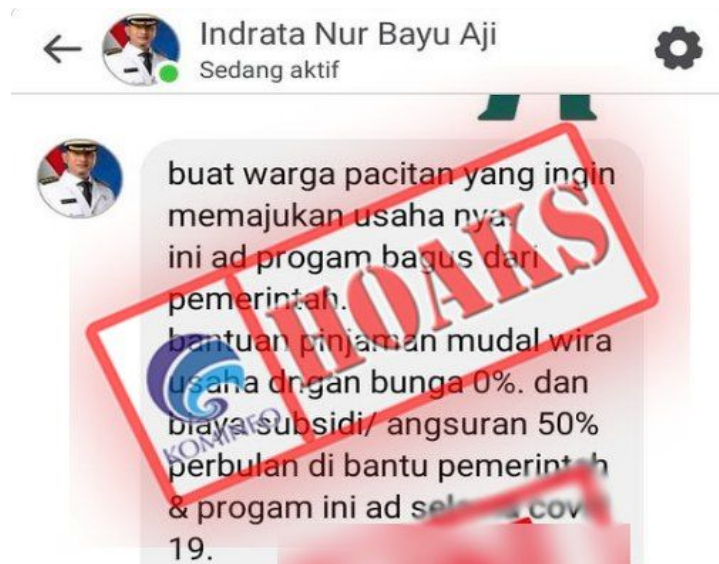 Indrata Nur Bayu Aji
Sedang aktif
buat warga pacitan yang ingin
memajukan usaha nya.
ini ad progam bagus dari
pemerintah.
bantuan pinjaman mudal wira
usaha dngan bunga 0%. dan
biaya subsidi/ angsuran 50%
perbulan di bantu pemerintah
& progam ini ad selama covid
19.
HOAKS
KOMINFO